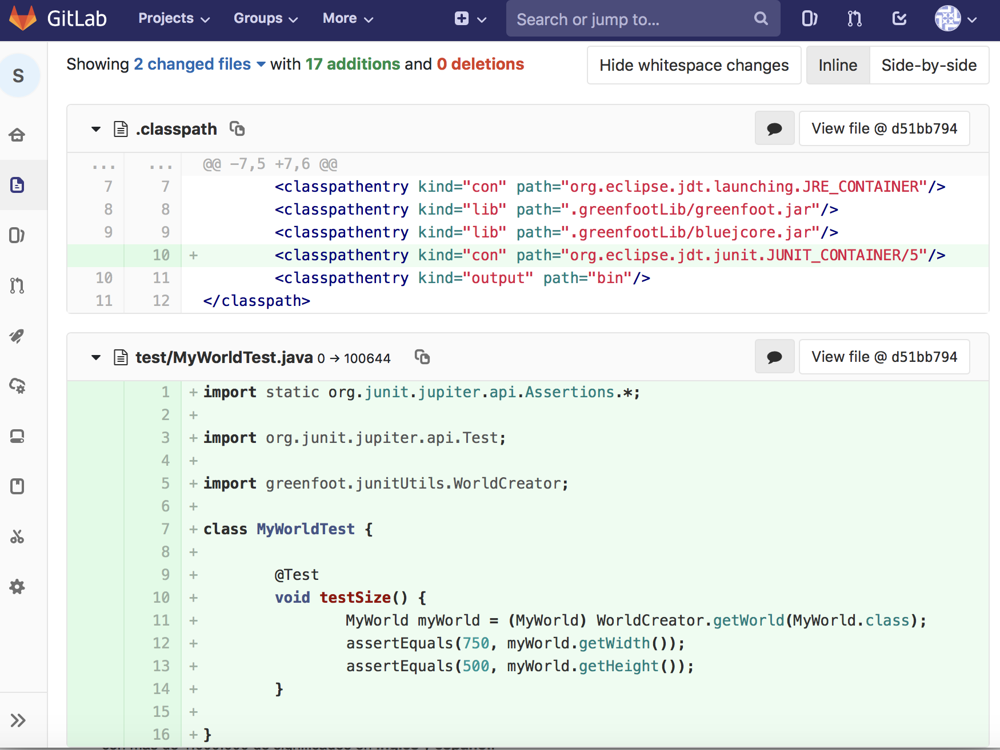 GitLab Projects Groups More Search or jump to...
S
Showing 2 changed files with 17 additions and 0 deletions Hide whitespace changes Inline Side-by-side
.classpath View file @ d51bb794
... ... @@ -7,5 +7,6 @@
7 7 <classpathentry kind="con" path="org.eclipse.jdt.launching.JRE_CONTAINER"/>
8 8 <classpathentry kind="lib" path=".greenfootLib/greenfoot.jar"/>
9 9 <classpathentry kind="lib" path=".greenfootLib/bluejcore.jar"/>
10 + <classpathentry kind="con" path="org.eclipse.jdt.junit.JUNIT_CONTAINER/5"/>
10 11 <classpathentry kind="output" path="bin"/>
11 12 </classpath>
test/MyWorldTest.java 0 → 100644 View file @ d51bb794
1 + import static org.junit.jupiter.api.Assertions.*;
2 +
3 + import org.junit.jupiter.api.Test;
4 +
5 + import greenfoot.junitUtils.WorldCreator;
6 +
7 + class MyWorldTest {
8 +
9 + @Test
10 + void testSize() {
11 + MyWorld myWorld = (MyWorld) WorldCreator.getWorld(MyWorld.class);
12 + assertEquals(750, myWorld.getWidth());
13 + assertEquals(500, myWorld.getHeight());
14 + }
15 +
16 + }